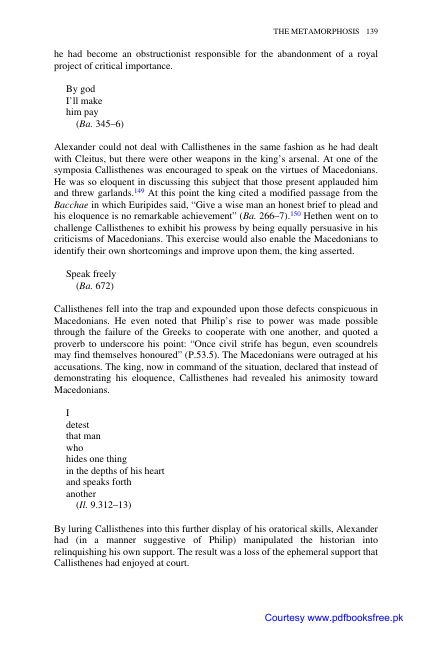 THE METAMORPHOSIS 139
he had become an obstructionist responsible for the abandonment of a royal
project of critical importance.
By god
I'll make
him pay
(Ba. 345–6)
Alexander could not deal with Callisthenes in the same fashion as he had dealt
with Cleitus, but there were other weapons in the king's arsenal. At one of the
symposia Callisthenes was encouraged to speak on the virtues of Macedonians.
He was so eloquent in discussing this subject that those present applauded him
and threw garlands.149 At this point the king cited a modified passage from the
Bacchae in which Euripides said, “Give a wise man an honest brief to plead and
his eloquence is no remarkable achievement” (Ba. 266–7).150 Hethen went on to
challenge Callisthenes to exhibit his prowess by being equally persuasive in his
criticisms of Macedonians. This exercise would also enable the Macedonians to
identify their own shortcomings and improve upon them, the king asserted.
Speak freely
(Ba. 672)
Callisthenes fell into the trap and expounded upon those defects conspicuous in
Macedonians. He even noted that Philip's rise to power was made possible
through the failure of the Greeks to cooperate with one another, and quoted a
proverb to underscore his point: “Once civil strife has begun, even scoundrels
may find themselves honoured” (P.53.5). The Macedonians were outraged at his
accusations. The king, now in command of the situation, declared that instead of
demonstrating his eloquence, Callisthenes had revealed his animosity toward
Macedonians.
I
detest
that man
who
hides one thing
in the depths of his heart
and speaks forth
another
(Il. 9.312–13)
By luring Callisthenes into this further display of his oratorical skills, Alexander
had (in a manner suggestive of Philip) manipulated the historian into
relinquishing his own support. The result was a loss of the ephemeral support that
Callisthenes had enjoyed at court.
Courtesy www.pdfbooksfree.pk